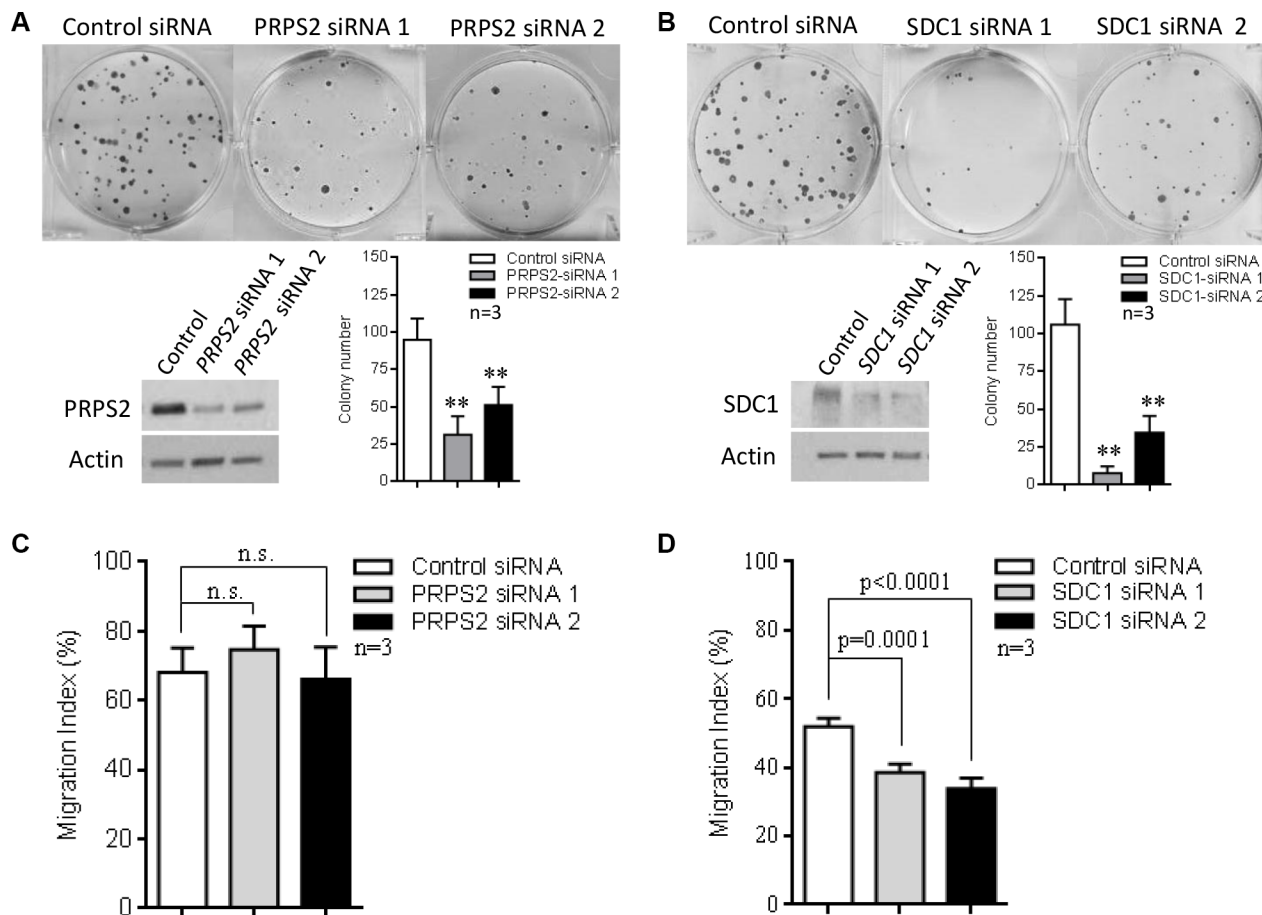 A
Control siRNA PRPS2 siRNA 1 PRPS2 siRNA 2
Control
PRPS2 siRNA 1
PRPS2 siRNA 2
PRPS2
Actin
Colony number
150
125
100
75
50
25
0
Control siRNA
PRPS2-siRNA 1
PRPS2-siRNA 2
n=3
**
**
B
Control siRNA SDC1 siRNA 1 SDC1 siRNA 2
Control
SDC1 siRNA 1
SDC1 siRNA 2
SDC1
Actin
Colony number
150
125
100
75
50
25
0
Control siRNA
SDC1-siRNA 1
SDC1-siRNA 2
n=3
**
**
C
Migration Index (%)
100
80
60
40
20
0
n.s.
n.s.
Control siRNA
PRPS2 siRNA 1
PRPS2 siRNA 2
n=3
D
Migration Index (%)
100
80
60
40
20
0
p<0.0001
p=0.0001
Control siRNA
SDC1 siRNA 1
SDC1 siRNA 2
n=3